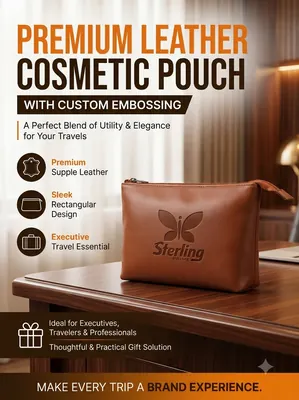 PREMIUM LEATHER
COSMETIC POUCH
WITH CUSTOM EMBOSSING
A Perfect Blend of Utility & Elegance
for Your Travels
Premium
Supple Leather
Sleek
Rectangular
Design
Executive
Travel Essential
Sterling
Ideal for Executives,
Travelers & Professionals
Thoughtful & Practical Gift Solution
MAKE EVERY TRIP A BRAND EXPERIENCE.